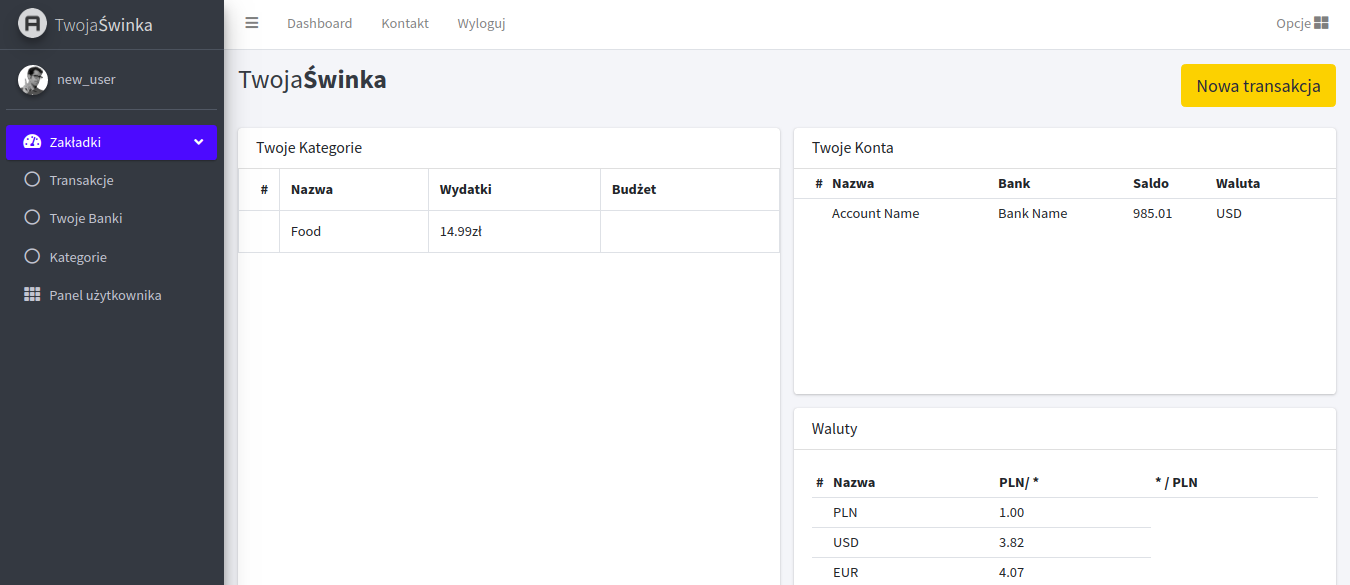 TwojaŚwinka
new_user
Zakładki
Transakcje
Twoje Banki
Kategorie
Panel użytkownika
Dashboard Kontakt Wyloguj Opcje
TwojaŚwinka
Nowa transakcja
Twoje Kategorie
# Nazwa Wydatki Budżet
Food 14.99zł
Twoje Konta
# Nazwa Bank Saldo Waluta
Account Name Bank Name 985.01 USD
Waluty
# Nazwa PLN/ * * / PLN
PLN 1.00
USD 3.82
EUR 4.07